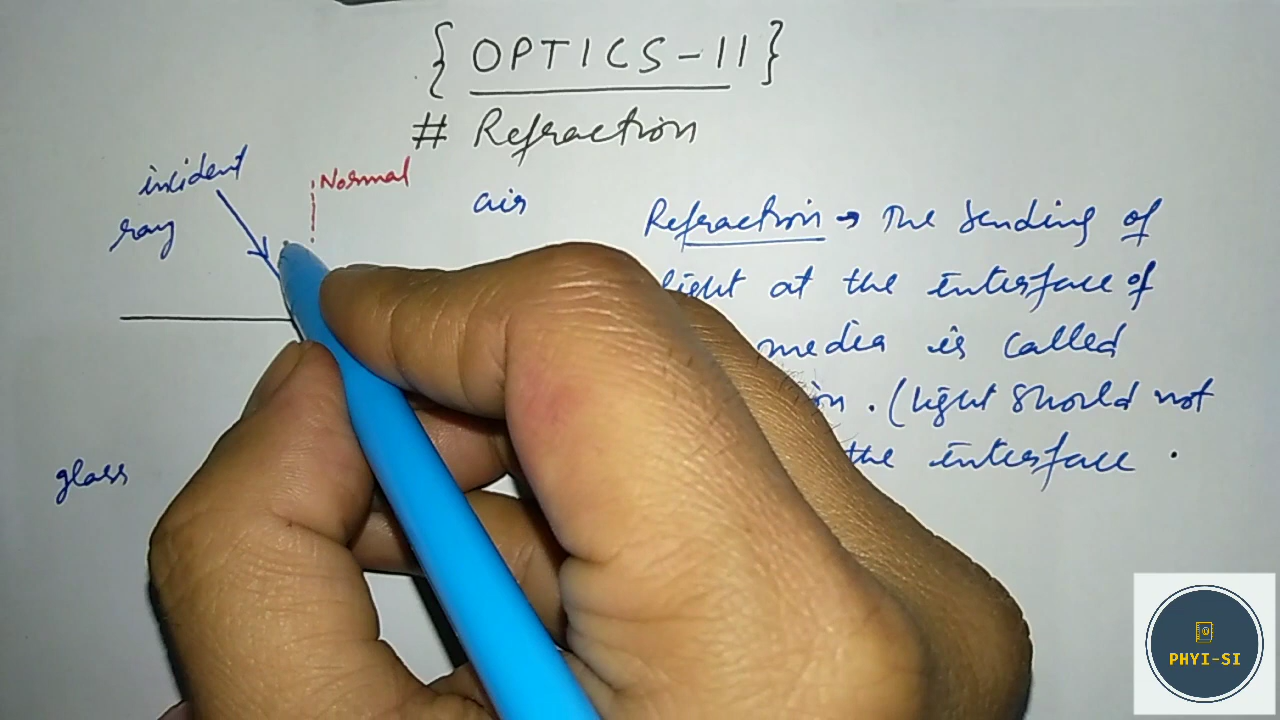 { OPTICS-II }
# Refraction
incident
ray
Normal
air
glass
Refraction → The bending of
light at the interface of
media is called
. (light should not
the interface .
PHYI-SI